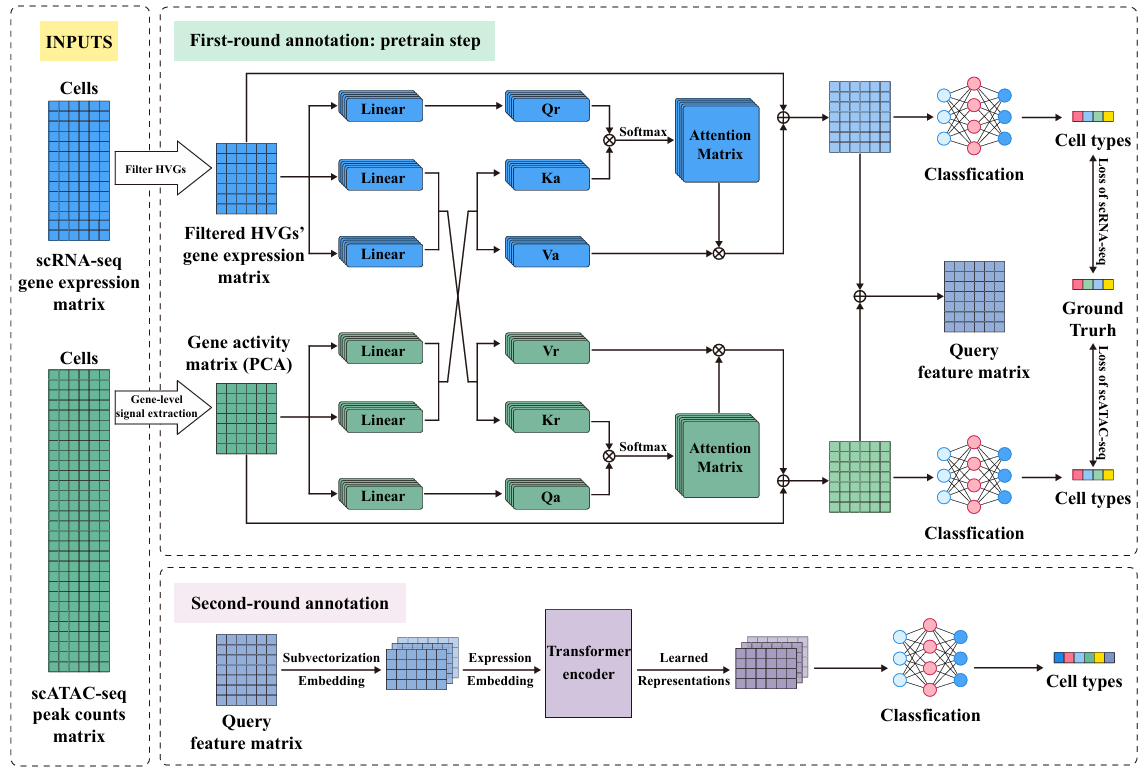 INPUTS
Cells
scRNA-seq
gene expression
matrix
Cells
scATAC-seq
peak counts
matrix
Filter HVGs
Gene-level
signal extraction
First-round annotation: pretrain step
Filtered HVGs'
gene expression
matrix
Gene activity
matrix (PCA)
Linear
Linear
Linear
Linear
Linear
Linear
Qr
Ka
Va
Vr
Kr
Qa
Softmax
Attention
Matrix
Softmax
Attention
Matrix
Classfication
Cell types
Loss of scRNA-seq
Ground
Trurh
Query
feature matrix
Loss of scATAC-seq
Classfication
Cell types
Second-round annotation
Query
feature matrix
Subvectorization
Embedding
Expression
Embedding
Transformer
encoder
Learned
Representations
Classfication
Cell types